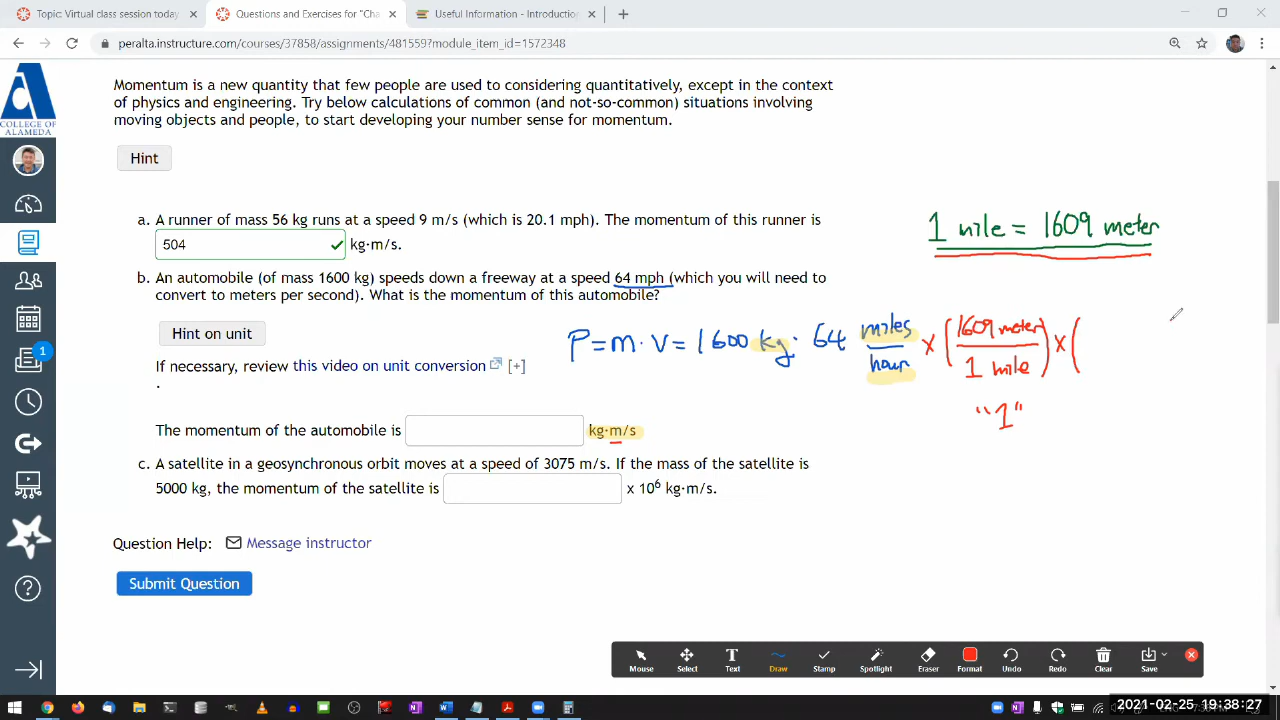 Topic: Virtual class session today
Questions and Exercises for "Cha
Useful Information - Introduction
peralta.instructure.com/courses/37858/assignments/481559?module_item_id=1572348
COLLEGE OF
ALAMEDA
Momentum is a new quantity that few people are used to considering quantitatively, except in the context
of physics and engineering. Try below calculations of common (and not-so-common) situations involving
moving objects and people, to start developing your number sense for momentum.
Hint
a. A runner of mass 56 kg runs at a speed 9 m/s (which is 20.1 mph). The momentum of this runner is
504 kg·m/s.
1 mile = 1609 meter
b. An automobile (of mass 1600 kg) speeds down a freeway at a speed 64 mph (which you will need to
convert to meters per second). What is the momentum of this automobile?
Hint on unit
P = m · v = 1600 kg · 64 miles/hour x (1609 meter/1 mile) x (
"1"
If necessary, review this video on unit conversion [+]
.
The momentum of the automobile is kg·m/s
c. A satellite in a geosynchronous orbit moves at a speed of 3075 m/s. If the mass of the satellite is
5000 kg, the momentum of the satellite is x 10⁶ kg·m/s.
Question Help: Message instructor
Submit Question
1
Mouse Select Text Draw Stamp Spotlight Eraser Format Undo Redo Clear Save
2021-02-25 19:38:27